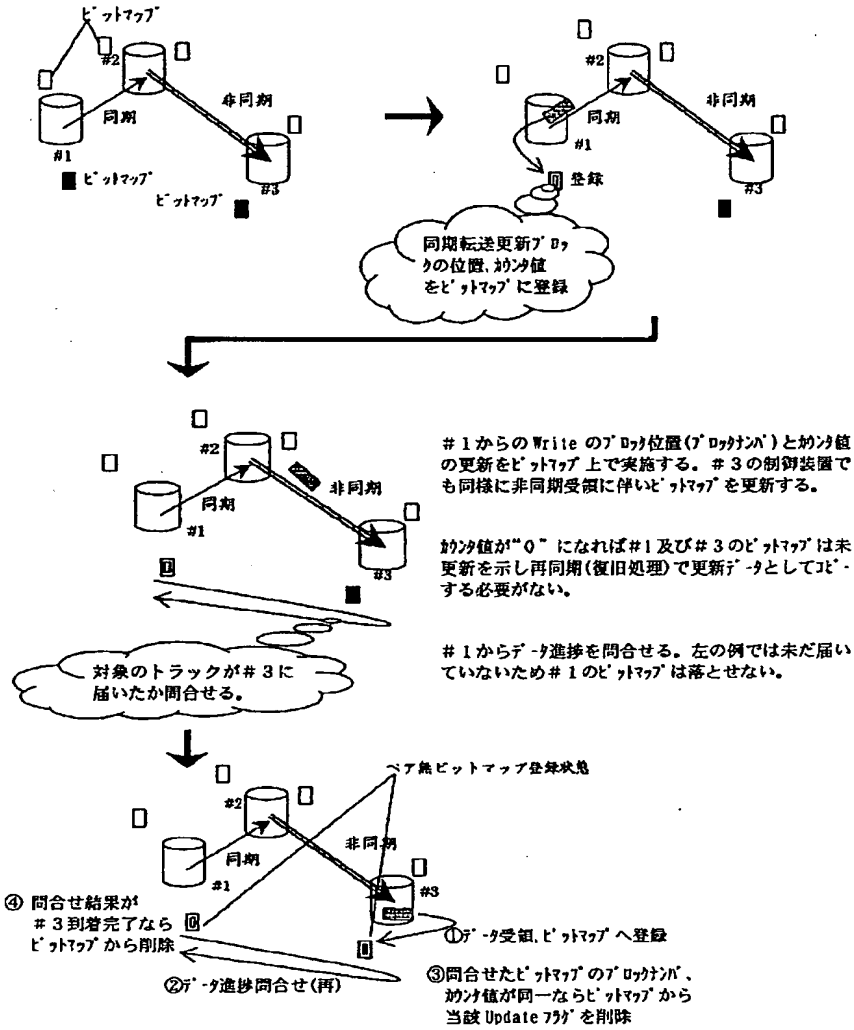 ビットマップ
#2
同期
非同期
#1
#3
ビットマップ
ビットマップ
#2
同期
非同期
#1
登録
#3
同期転送更新ブロッ
クの位置、カウンタ値
をビットマップに登録
#2
同期
非同期
#1
#3
対象のトラックが#3に
届いたか問合せる。
#1からの Write のブロック位置(ブロックナンバ)とカウンタ値
の更新をビットマップ上で実施する。#3の制御装置で
も同様に非同期受領に伴いビットマップを更新する。
カウンタ値が“0”になれば#1及び#3のビットマップは未
更新を示し再同期(復旧処理)で更新データとしてコピー
する必要がない。
#1からデータ進捗を問合せる。左の例では未だ届い
ていないため#1のビットマップは落とせない。
ペア無ビットマップ登録状態
#2
同期
非同期
#1
#3
④ 問合せ結果が
#3到着完了なら
ビットマップから削除
①データ受領、ビットマップへ登録
②データ進捗問合せ(再)
③問合せたビットマップのブロックナンバ、
カウンタ値が同一ならビットマップから
当該 Update フラグを削除